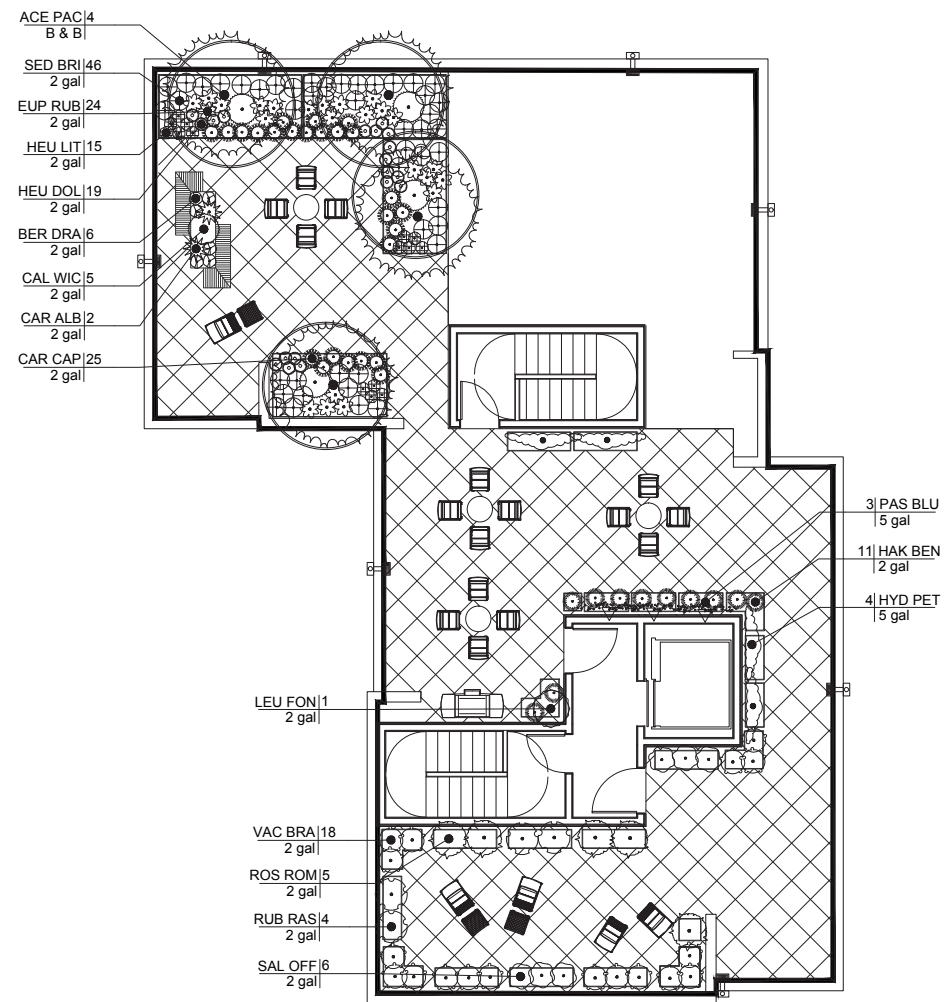 ACE PAC 4
B & B
SED BRI 46
2 gal
EUP RUB 24
2 gal
HEU LIT 15
2 gal
HEU DOL 19
2 gal
BER DRA 6
2 gal
CAL WIC 5
2 gal
CAR ALB 2
2 gal
CAR CAP 25
2 gal
3 PAS BLU
5 gal
11 HAK BEN
2 gal
4 HYD PET
5 gal
LEU FON 1
2 gal
VAC BRA 18
2 gal
ROS ROM 5
2 gal
RUB RAS 4
2 gal
SAL OFF 6
2 gal